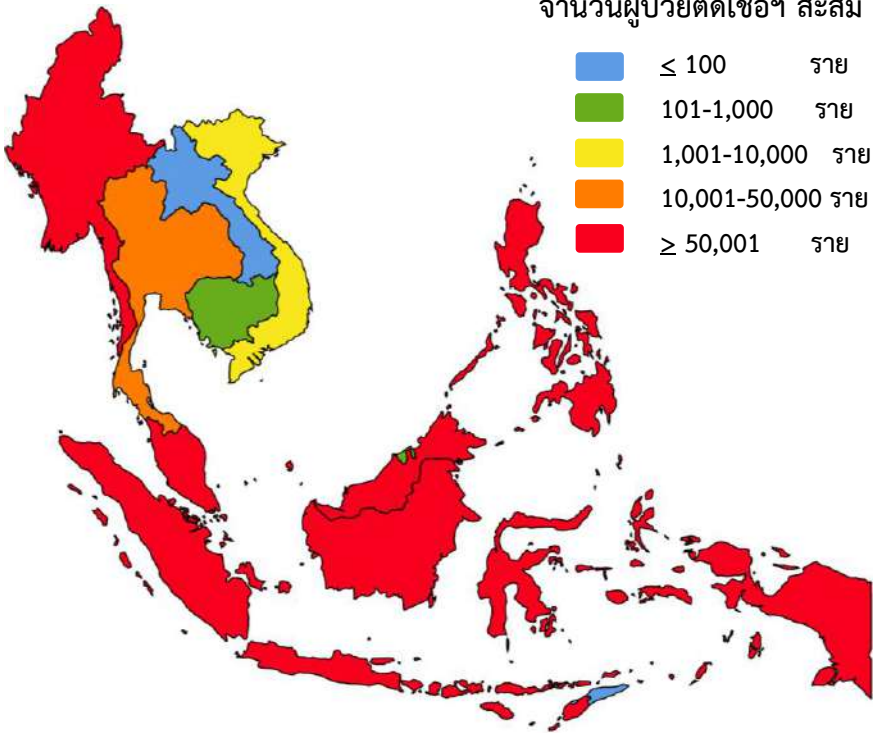 จำนวนผู้ป่วยติดเชื้อฯ สะสม
≤ 100 ราย
101-1,000 ราย
1,001-10,000 ราย
10,001-50,000 ราย
≥ 50,001 ราย